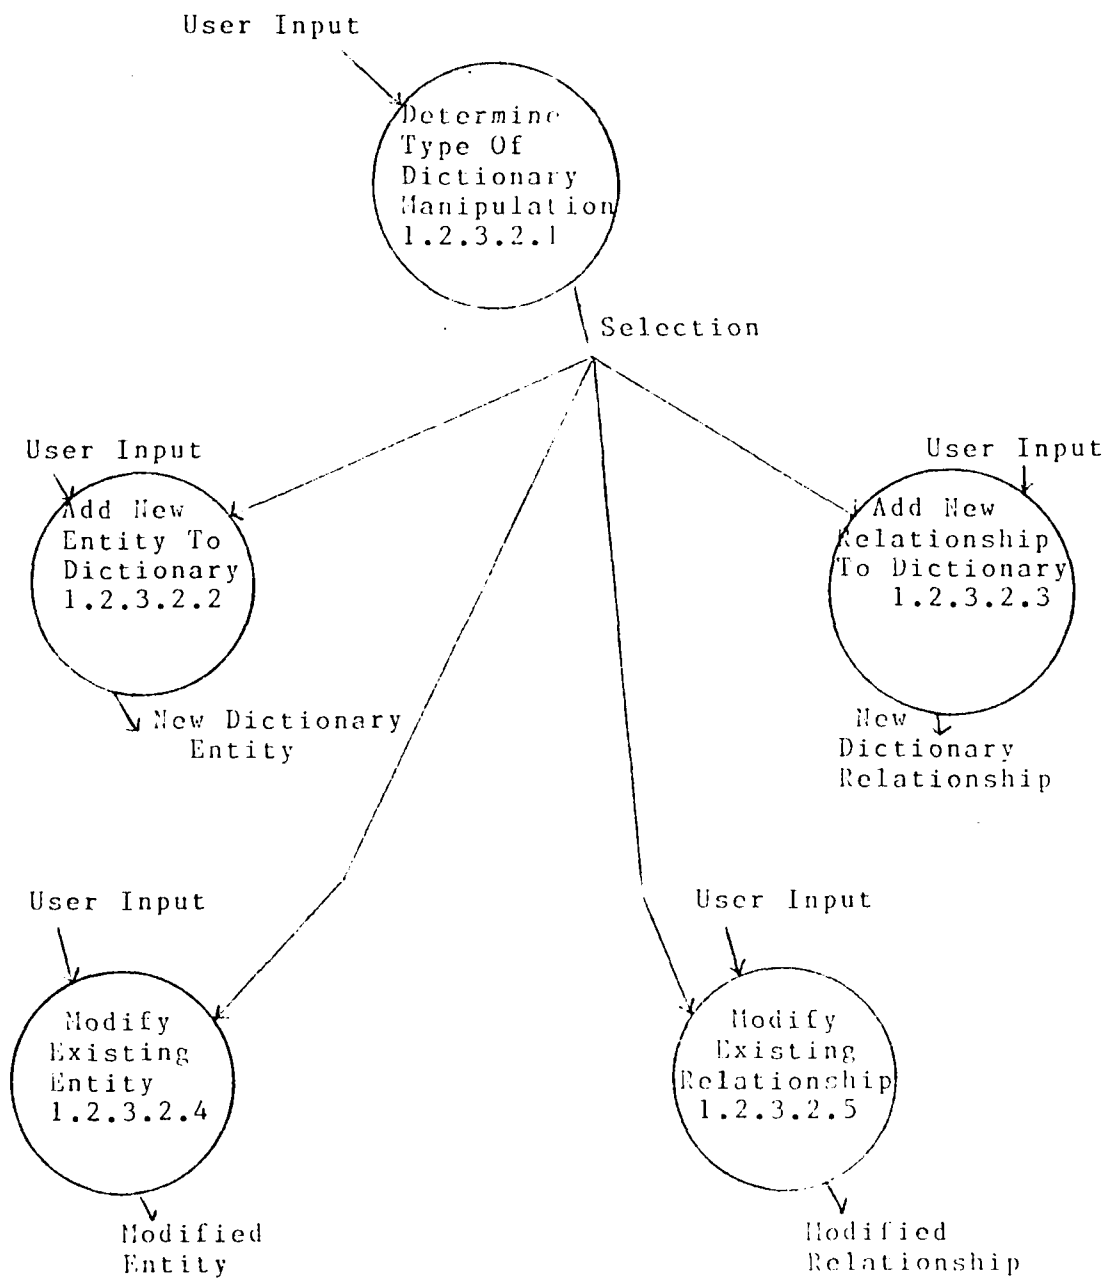 User Input
Determine
Type Of
Dictionary
Manipulation
1.2.3.2.1
Selection
User Input
Add New
Entity To
Dictionary
1.2.3.2.2
New Dictionary
Entity
User Input
Add New
Relationship
To Dictionary
1.2.3.2.3
New
Dictionary
Relationship
User Input
Modify
Existing
Entity
1.2.3.2.4
Modified
Entity
User Input
Modify
Existing
Relationship
1.2.3.2.5
Modified
Relationship